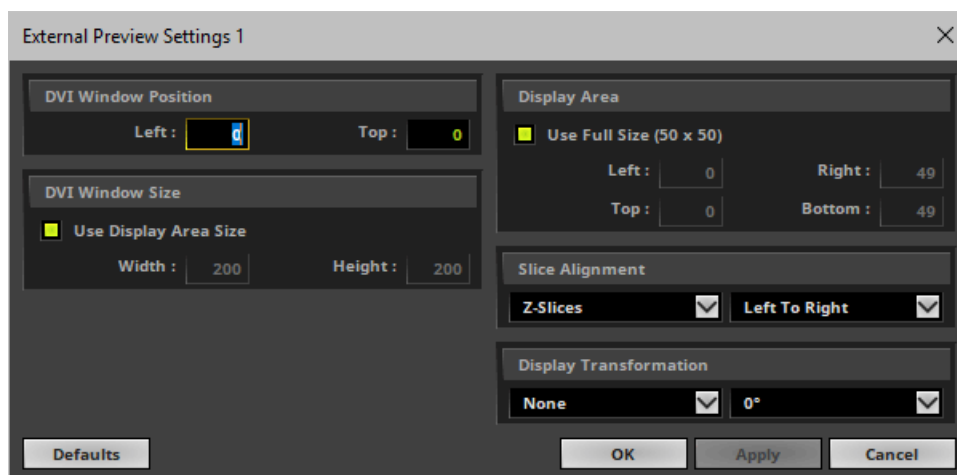 External Preview Settings 1
DVI Window Position
Left : 0 Top : 0
DVI Window Size
Use Display Area Size
Width : 200 Height : 200
Display Area
Use Full Size (50 x 50)
Left : 0 Right : 49
Top : 0 Bottom : 49
Slice Alignment
Z-Slices Left To Right
Display Transformation
None 0°
Defaults OK Apply Cancel